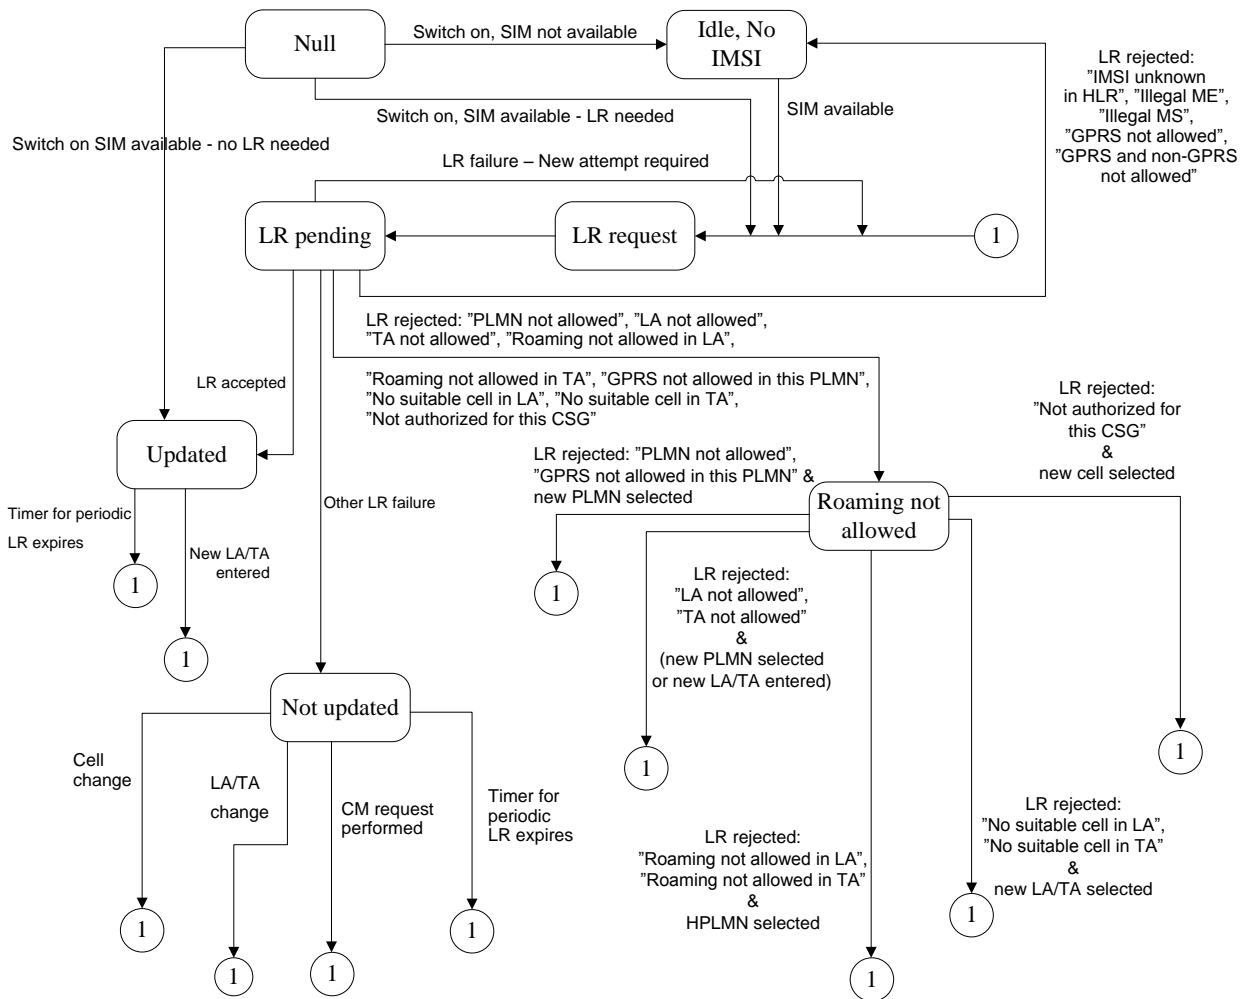 Null
Switch on, SIM not available
Idle, No
IMSI
LR rejected:
”IMSI unknown
in HLR”, ”Illegal ME”,
”Illegal MS”,
”GPRS not allowed”,
”GPRS and non-GPRS
not allowed”
SIM available
Switch on, SIM available - LR needed
Switch on SIM available - no LR needed
LR failure – New attempt required
LR pending
LR request
1
LR rejected: ”PLMN not allowed”, ”LA not allowed”,
”TA not allowed”, ”Roaming not allowed in LA”,
”Roaming not allowed in TA”, ”GPRS not allowed in this PLMN”,
”No suitable cell in LA”, ”No suitable cell in TA”,
”Not authorized for this CSG”
LR accepted
LR rejected:
”Not authorized for
this CSG”
&
new cell selected
Updated
LR rejected: ”PLMN not allowed”,
”GPRS not allowed in this PLMN” &
new PLMN selected
Other LR failure
Roaming not
allowed
Timer for periodic
LR expires
New LA/TA
entered
1
1
1
LR rejected:
”LA not allowed”,
”TA not allowed”
&
(new PLMN selected
or new LA/TA entered)
Not updated
1
1
Cell
change
LA/TA
change
CM request
performed
Timer for
periodic
LR expires
LR rejected:
”Roaming not allowed in LA”,
”Roaming not allowed in TA”
&
HPLMN selected
LR rejected:
”No suitable cell in LA”,
”No suitable cell in TA”
&
new LA/TA selected
1
1
1
1
1
1